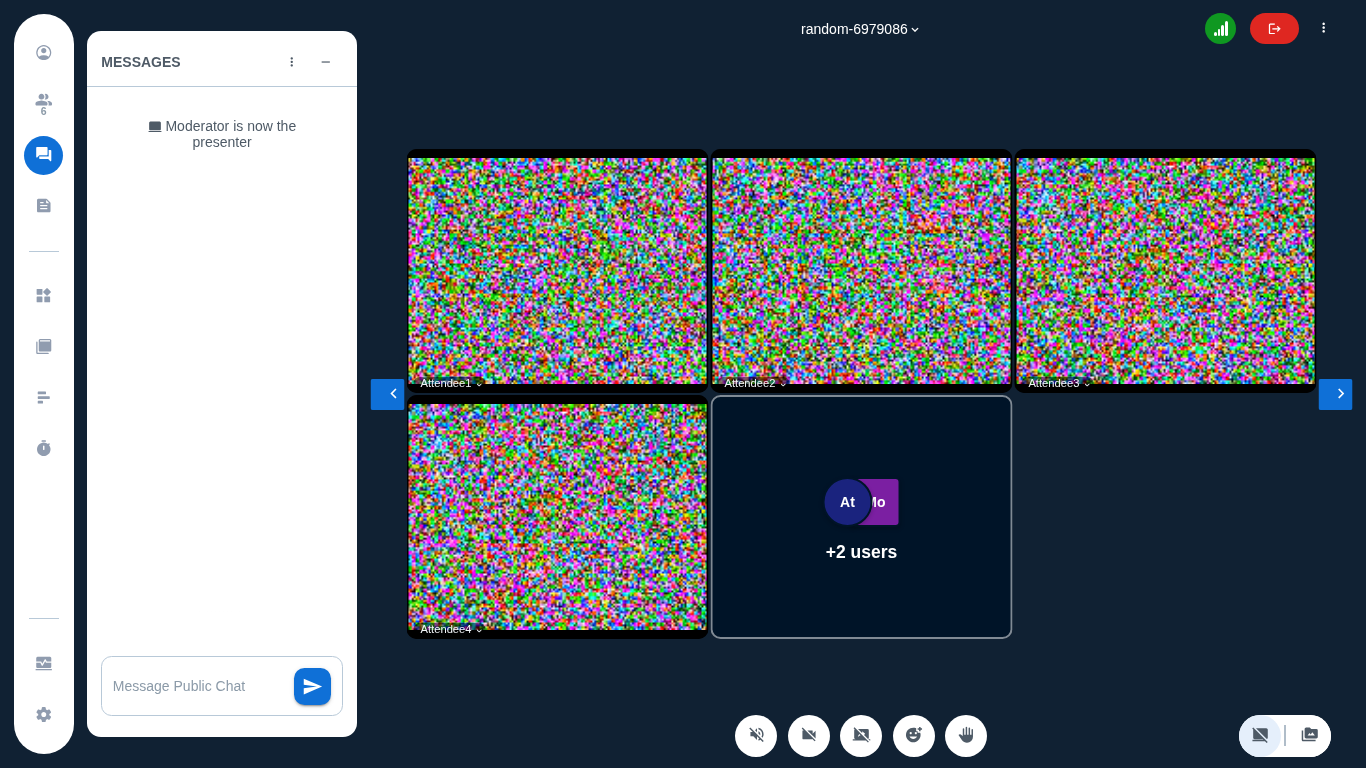 random-6979086
6
MESSAGES
Moderator is now the
presenter
Message Public Chat
Attendee1
Attendee2
Attendee3
Attendee4
At
Mo
+2 users